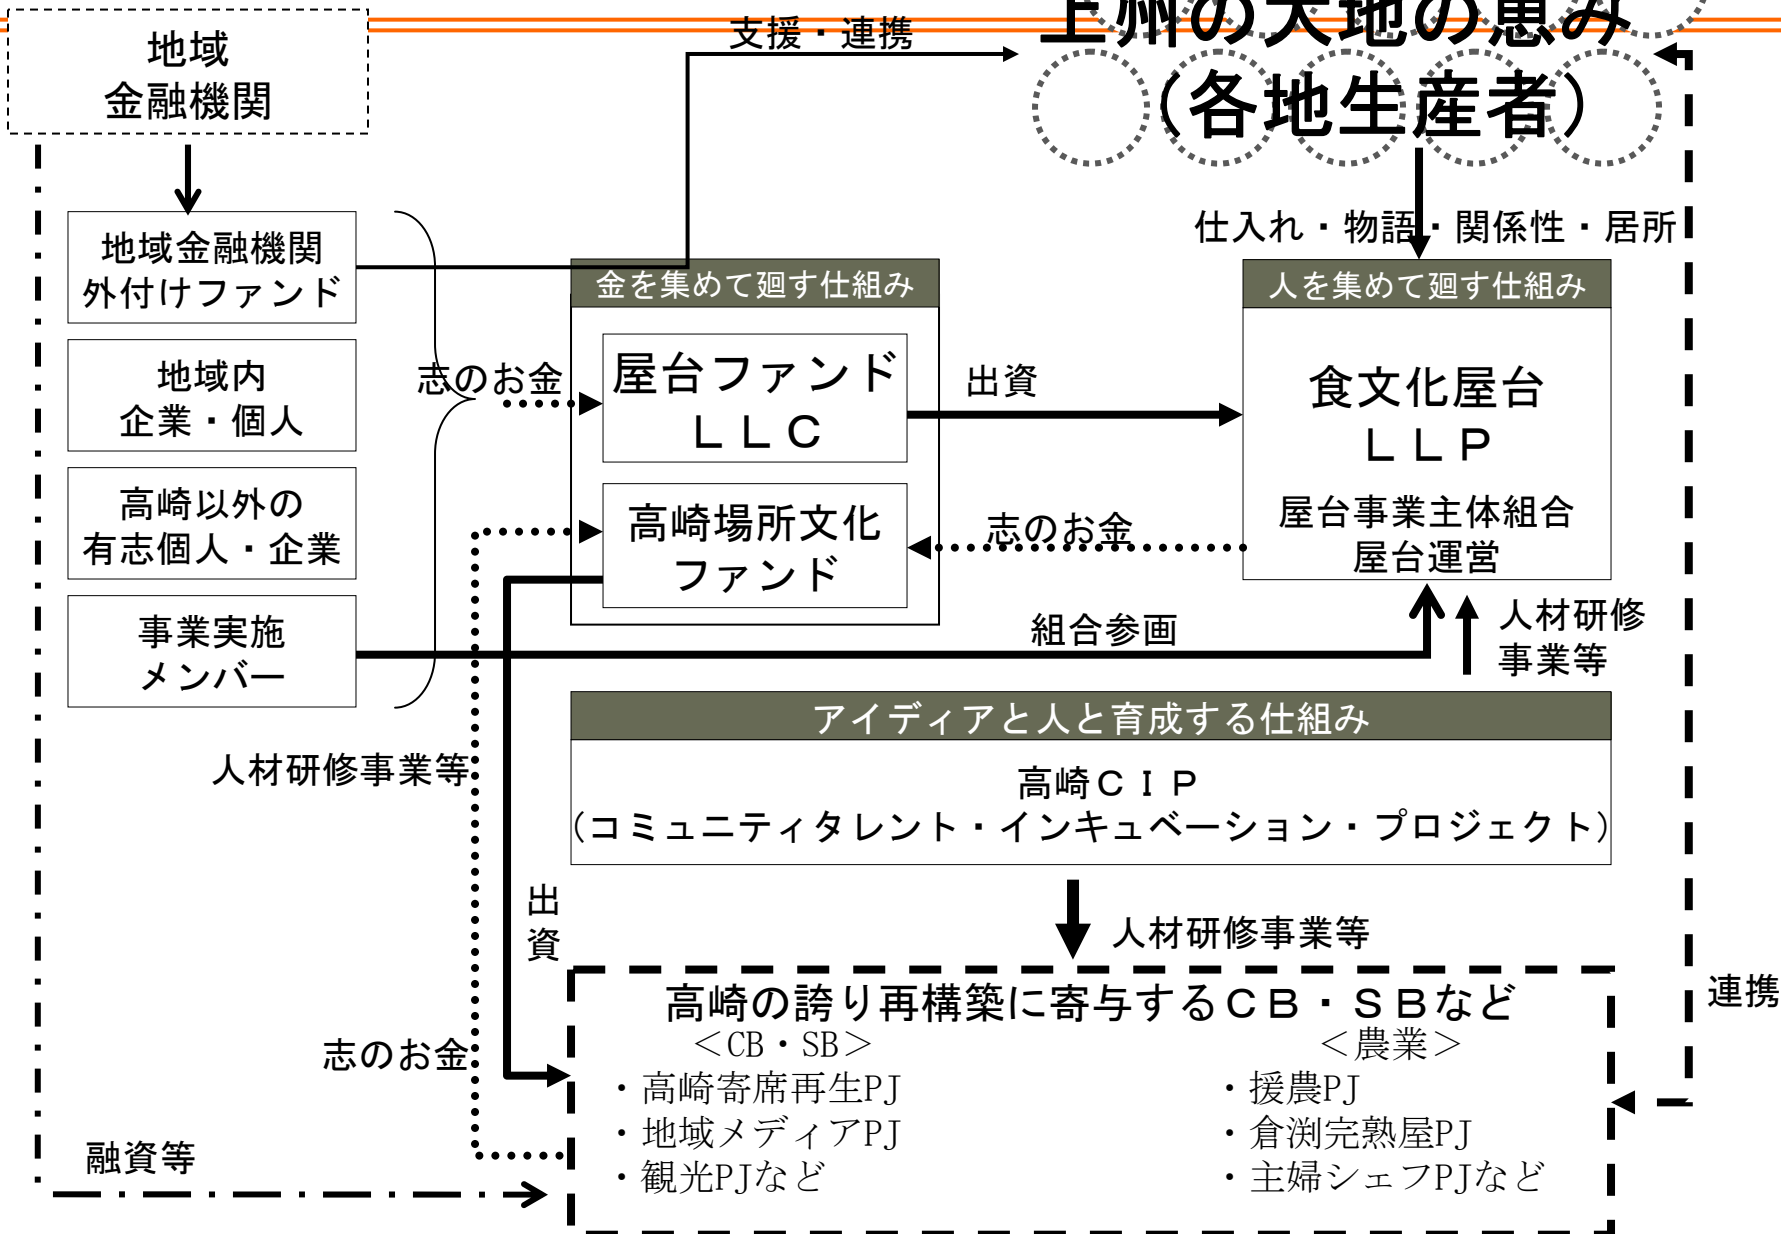 上州の大地の恵み
（各地生産者）
地域
金融機関
支援・連携
仕入れ・物語・関係性・居所
地域金融機関
外付けファンド
地域内
企業・個人
高崎以外の
有志個人・企業
事業実施
メンバー
志のお金
金を集めて廻す仕組み
屋台ファンド
ＬＬＣ
高崎場所文化
ファンド
出資
志のお金
人を集めて廻す仕組み
食文化屋台
ＬＬＰ
屋台事業主体組合
屋台運営
組合参画
人材研修
事業等
アイディアと人と育成する仕組み
高崎ＣＩＰ
（コミュニティタレント・インキュベーション・プロジェクト）
人材研修事業等
出
資
人材研修事業等
連携
志のお金
融資等
高崎の誇り再構築に寄与するＣＢ・ＳＢなど
＜CB・SB＞
・高崎寄席再生PJ
・地域メディアPJ
・観光PJなど
＜農業＞
・援農PJ
・倉渕完熟屋PJ
・主婦シェフPJなど